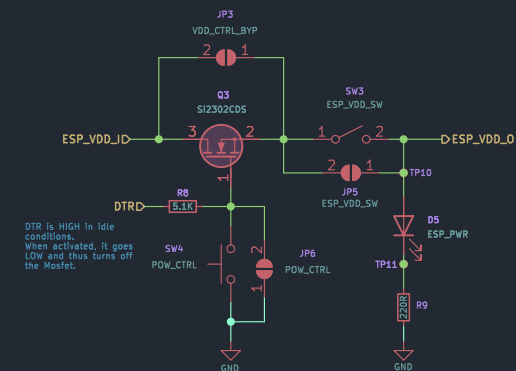 JP3
VDD_CTRL_BYP
2 1
Q3
SI2302CDS
SW3
ESP_VDD_SW
ESP_VDD_I
3 2
1 2
ESP_VDD_O
1
2 1
TP10
JP5
ESP_VDD_SW
R8
DTR
5.1K
DTR is HIGH in idle
conditions.
When activated, it goes
LOW and thus turns off
the Mosfet.
SW4
POW_CTRL
2
1
JP6
POW_CTRL
D5
ESP_PWR
TP11
220R
R9
GND
GND